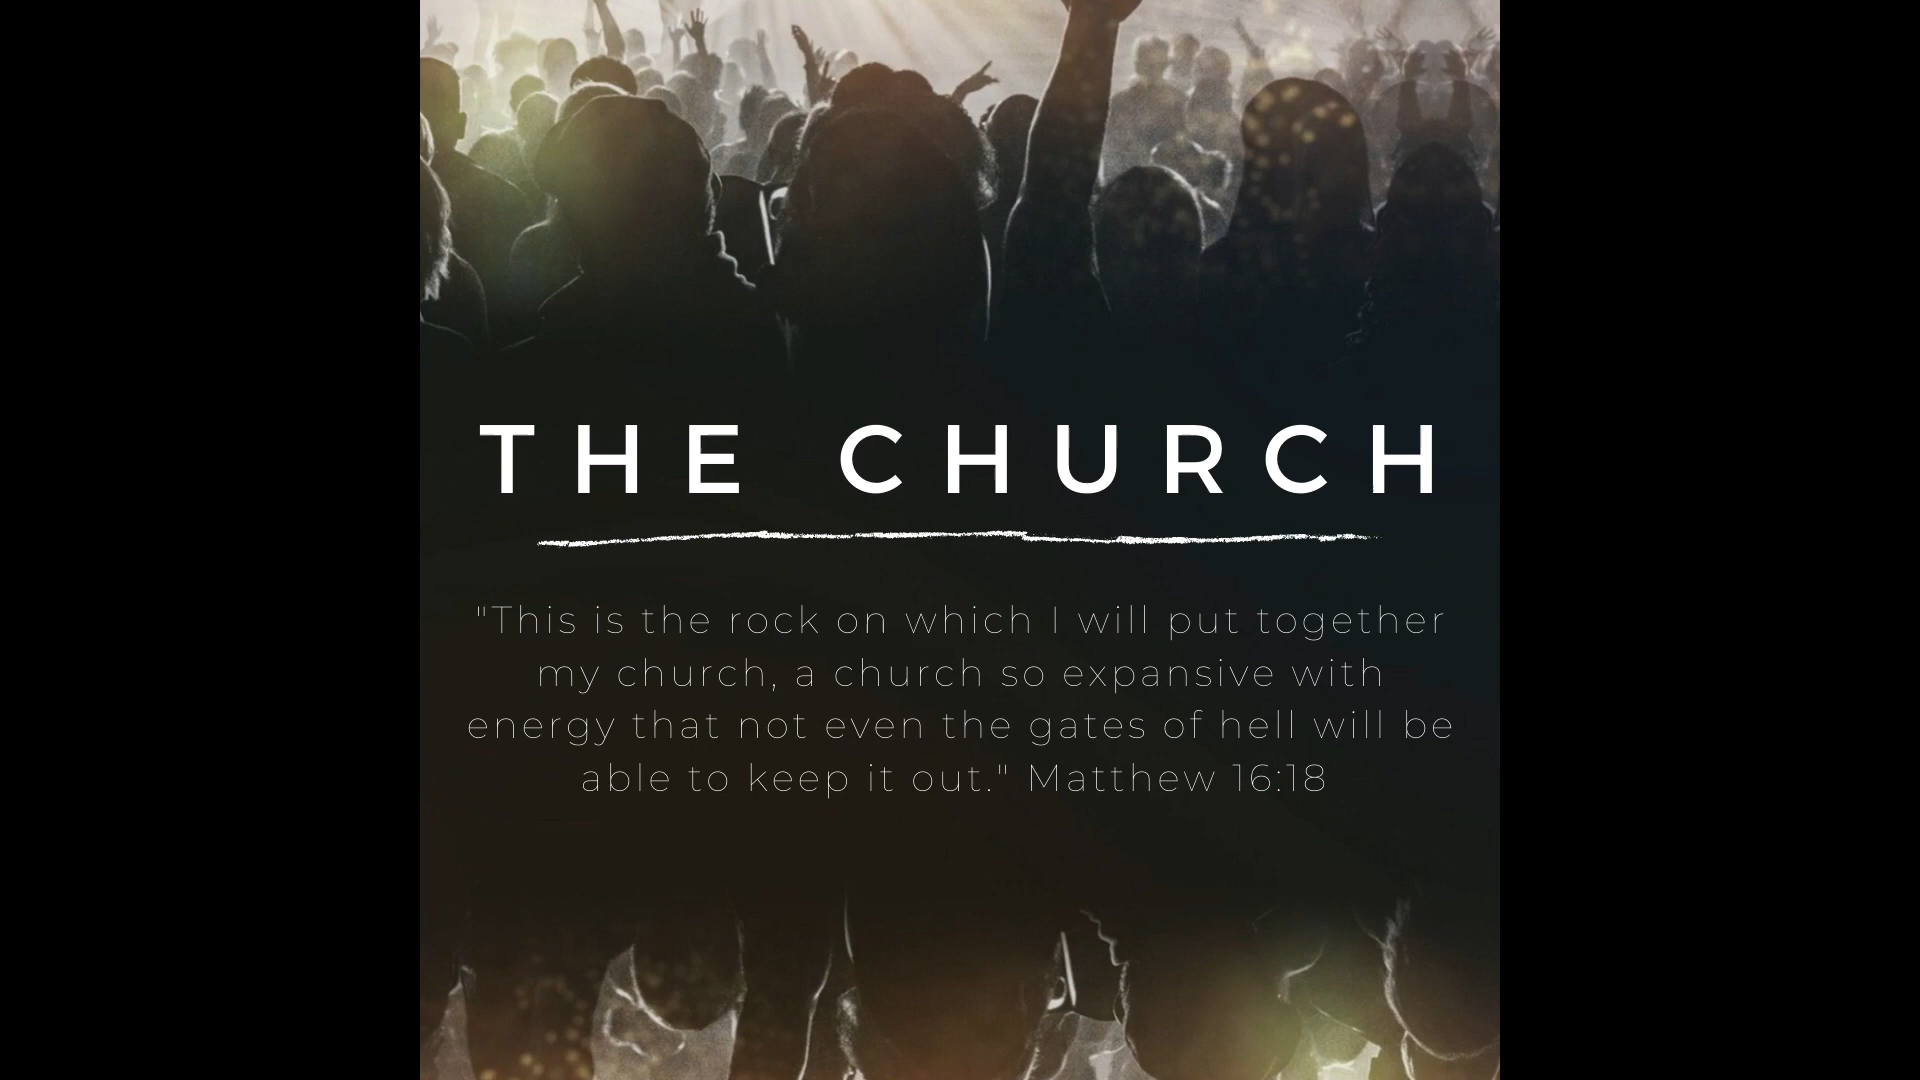 THE CHURCH
"This is the rock on which I will put together
my church, a church so expansive with
energy that not even the gates of hell will be
able to keep it out." Matthew 16:18